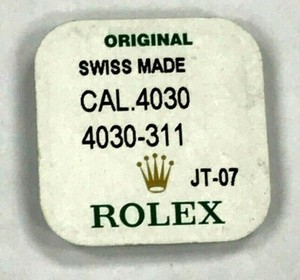 ORIGINAL
SWISS MADE
CAL.4030
4030-311
JT-07
ROLEX